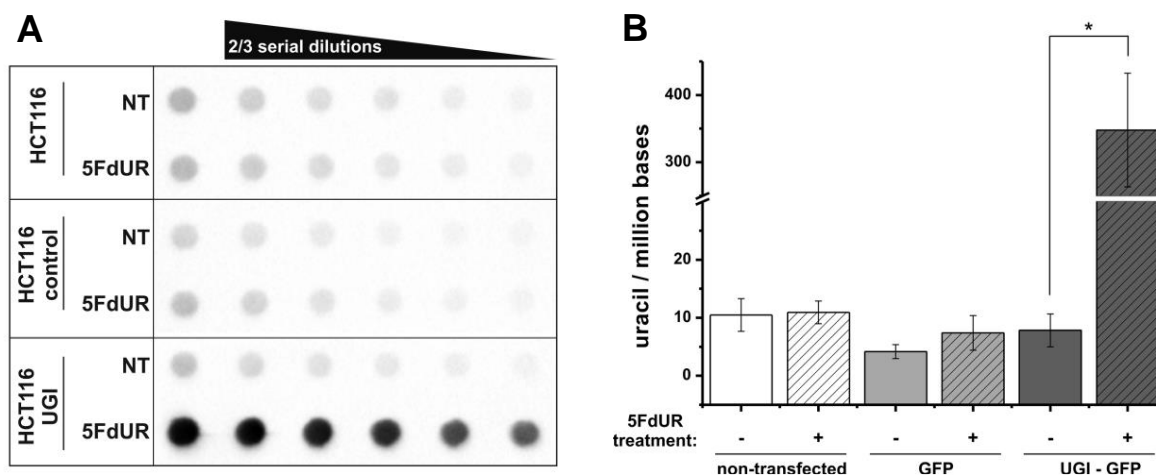 A
2/3 serial dilutions
HCT116
NT
5FdUR
HCT116
control
NT
5FdUR
HCT116
UGI
NT
5FdUR
B
*
uracil / million bases
400
300
20
10
0
5FdUR
treatment: - + - + - +
non-transfected GFP UGI - GFP